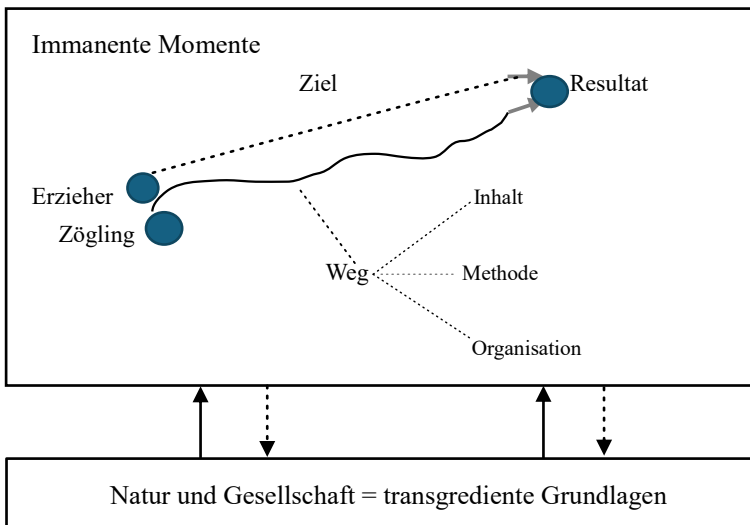 Immanente Momente
Ziel
Resultat
Erzieher
Zögling
Inhalt
Weg
Methode
Organisation
Natur und Gesellschaft = transgrediente Grundlagen